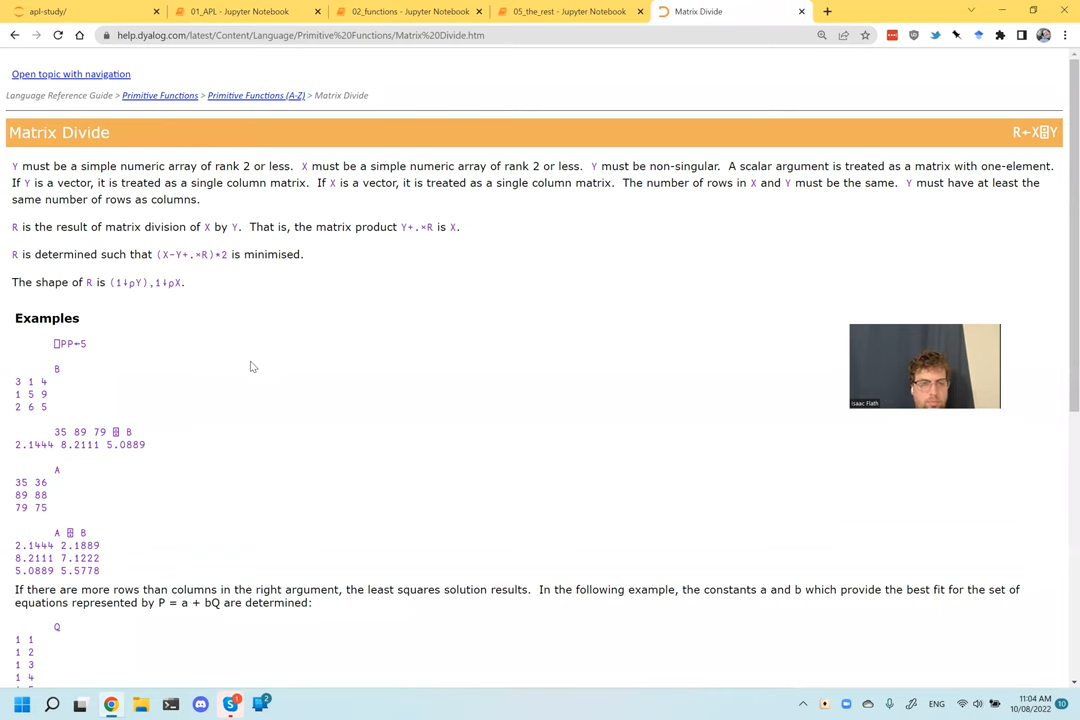 apl-study/
01_APL - Jupyter Notebook
02_functions - Jupyter Notebook
05_the_rest - Jupyter Notebook
Matrix Divide
help.dyalog.com/latest/Content/Language/Primitive%20Functions/Matrix%20Divide.htm
Open topic with navigation
Language Reference Guide > Primitive Functions > Primitive Functions (A-Z) > Matrix Divide
Matrix Divide R←X⌹Y
Y must be a simple numeric array of rank 2 or less. X must be a simple numeric array of rank 2 or less. Y must be non-singular. A scalar argument is treated as a matrix with one-element.
If Y is a vector, it is treated as a single column matrix. If X is a vector, it is treated as a single column matrix. The number of rows in X and Y must be the same. Y must have at least the
same number of rows as columns.
R is the result of matrix division of X by Y. That is, the matrix product Y+.×R is X.
R is determined such that (X-Y+.×R)*2 is minimised.
The shape of R is (1↓⍴Y),1↓⍴X.
Examples
⎕PP←5
B
3 1 4
1 5 9
2 6 5
35 89 79 ⌹ B
2.1444 8.2111 5.0889
A
35 36
89 88
79 75
A ⌹ B
2.1444 2.1889
8.2111 7.1222
5.0889 5.5778
If there are more rows than columns in the right argument, the least squares solution results. In the following example, the constants a and b which provide the best fit for the set of
equations represented by P = a + bQ are determined:
Q
1 1
1 2
1 3
1 4
Isaac Flath
1
2
ENG
11:04 AM
10/08/2022
10